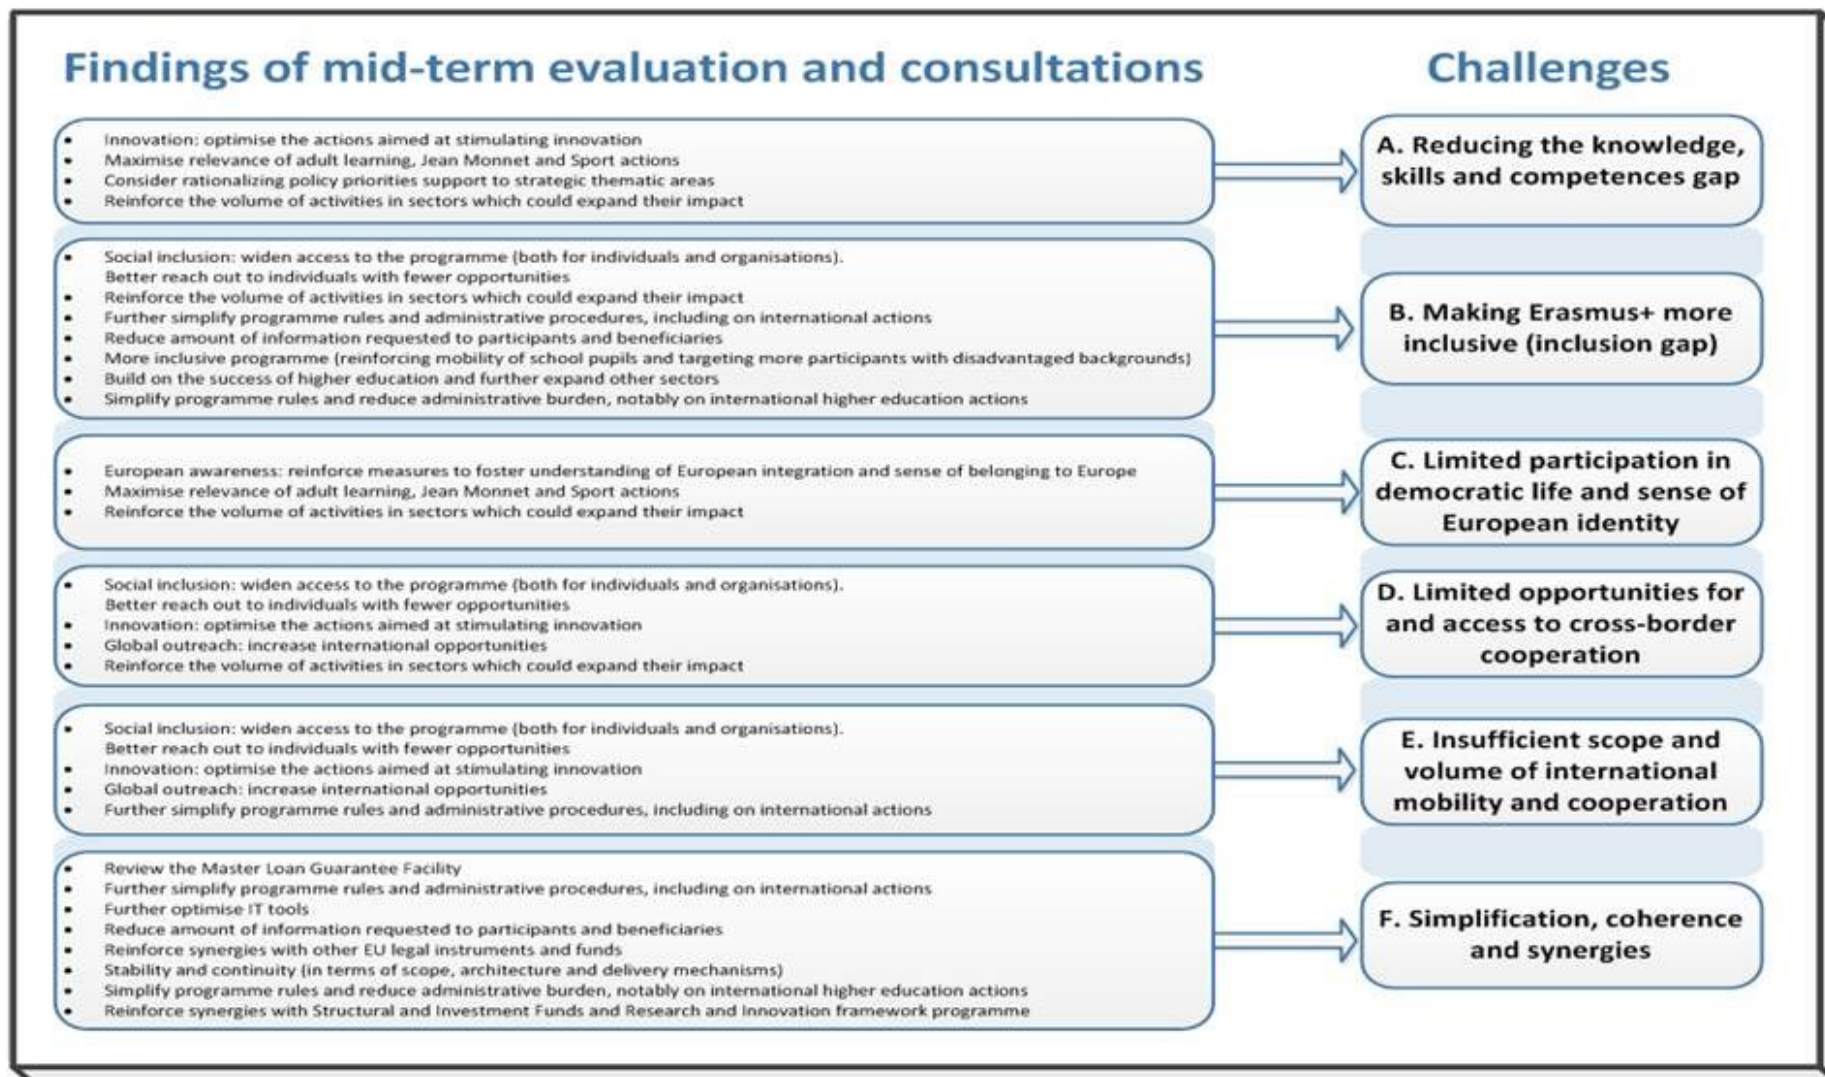 Findings of mid-term evaluation and consultations
Challenges
• Innovation: optimise the actions aimed at stimulating innovation
• Maximise relevance of adult learning, Jean Monnet and Sport actions
• Consider rationalizing policy priorities support to strategic thematic areas
• Reinforce the volume of activities in sectors which could expand their impact
A. Reducing the knowledge,
skills and competences gap
• Social inclusion: widen access to the programme (both for individuals and organisations).
Better reach out to individuals with fewer opportunities
• Reinforce the volume of activities in sectors which could expand their impact
• Further simplify programme rules and administrative procedures, including on international actions
• Reduce amount of information requested to participants and beneficiaries
• More inclusive programme (reinforcing mobility of school pupils and targeting more participants with disadvantaged backgrounds)
• Build on the success of higher education and further expand other sectors
• Simplify programme rules and reduce administrative burden, notably on international higher education actions
B. Making Erasmus+ more
inclusive (inclusion gap)
• European awareness: reinforce measures to foster understanding of European integration and sense of belonging to Europe
• Maximise relevance of adult learning, Jean Monnet and Sport actions
• Reinforce the volume of activities in sectors which could expand their impact
C. Limited participation in
democratic life and sense of
European identity
• Social inclusion: widen access to the programme (both for individuals and organisations).
Better reach out to individuals with fewer opportunities
• Innovation: optimise the actions aimed at stimulating innovation
• Global outreach: increase international opportunities
• Reinforce the volume of activities in sectors which could expand their impact
D. Limited opportunities for
and access to cross-border
cooperation
• Social inclusion: widen access to the programme (both for individuals and organisations).
Better reach out to individuals with fewer opportunities
• Innovation: optimise the actions aimed at stimulating innovation
• Global outreach: increase international opportunities
• Further simplify programme rules and administrative procedures, including on international actions
E. Insufficient scope and
volume of international
mobility and cooperation
• Review the Master Loan Guarantee Facility
• Further simplify programme rules and administrative procedures, including on international actions
• Further optimise IT tools
• Reduce amount of information requested to participants and beneficiaries
• Reinforce synergies with other EU legal instruments and funds
• Stability and continuity (in terms of scope, architecture and delivery mechanisms)
• Simplify programme rules and reduce administrative burden, notably on international higher education actions
• Reinforce synergies with Structural and Investment Funds and Research and Innovation framework programme
F. Simplification, coherence
and synergies